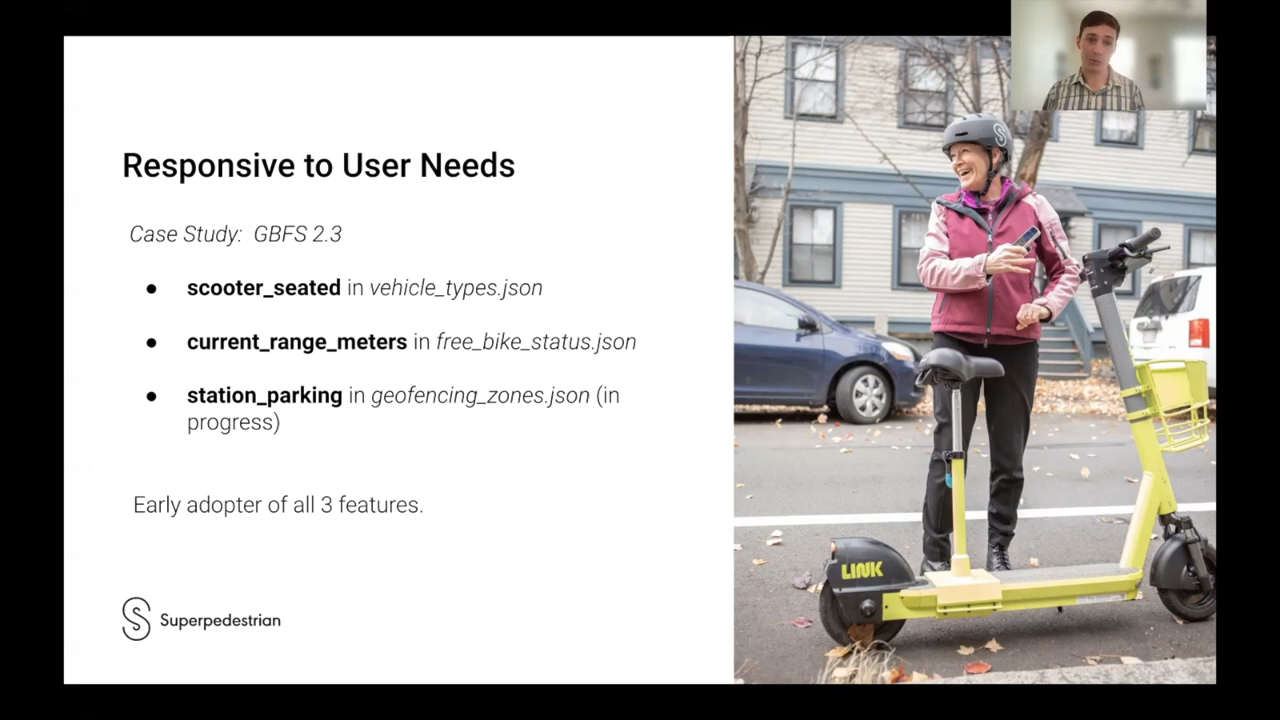 Responsive to User Needs
Case Study: GBFS 2.3
● scooter_seated in vehicle_types.json
● current_range_meters in free_bike_status.json
● station_parking in geofencing_zones.json (in
progress)
Early adopter of all 3 features.
Superpedestrian
S
LINK